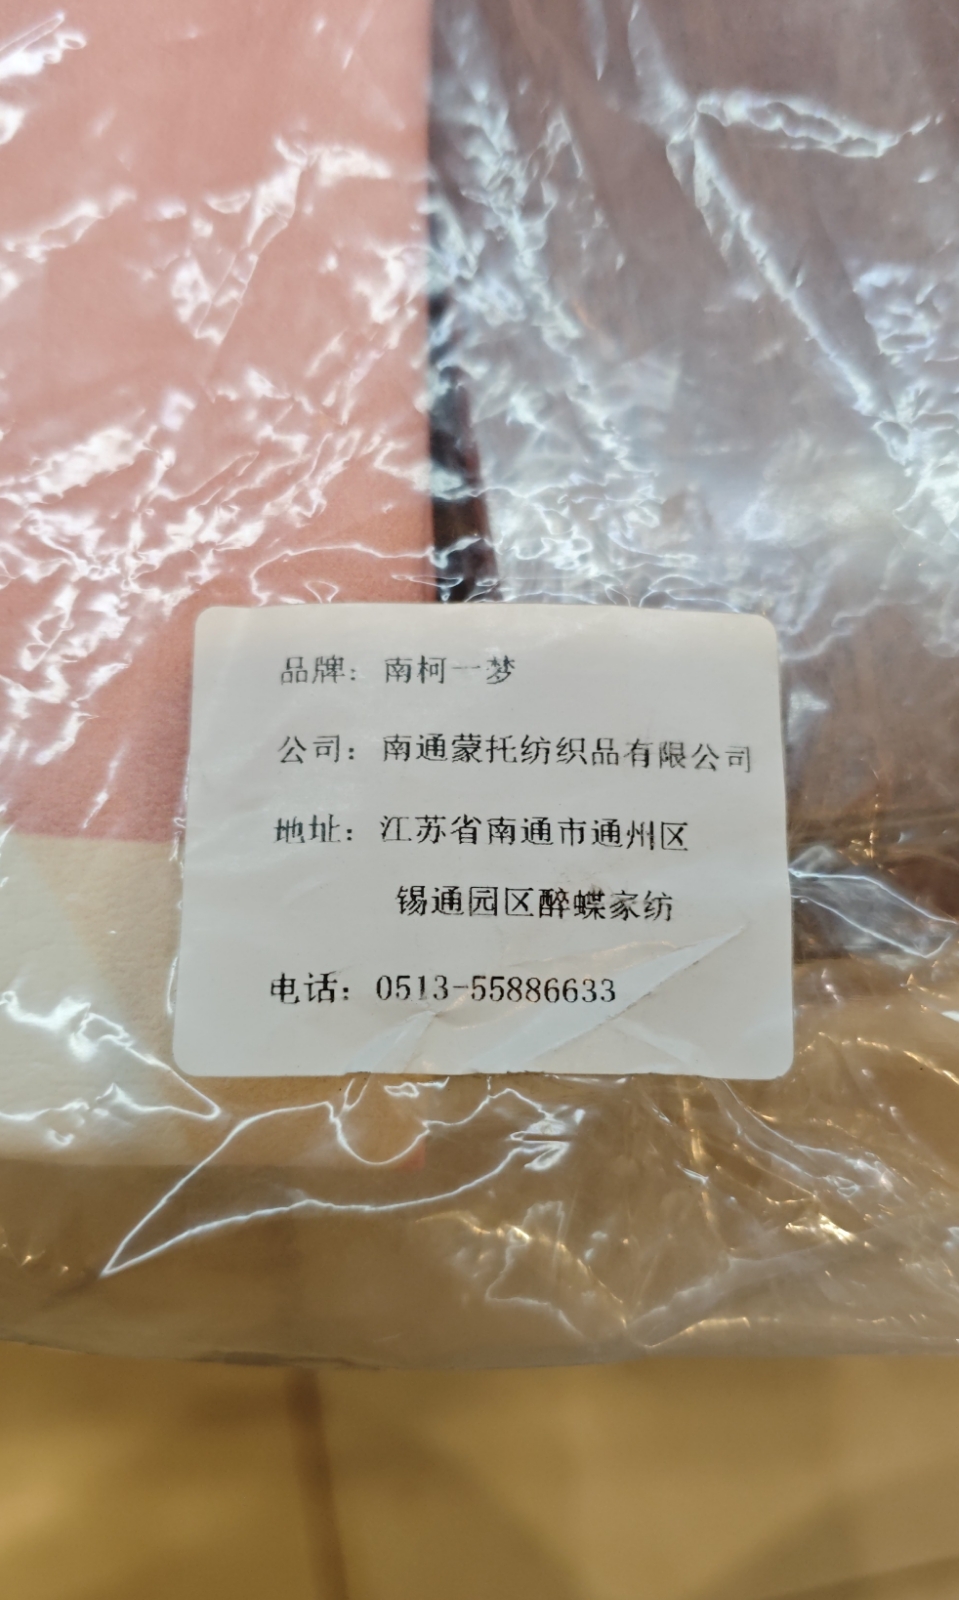 品牌：南柯一梦
公司：南通蒙托纺织品有限公司
地址：江苏省南通市通州区
锡通园区醉蝶家纺
电话：0513-55886633